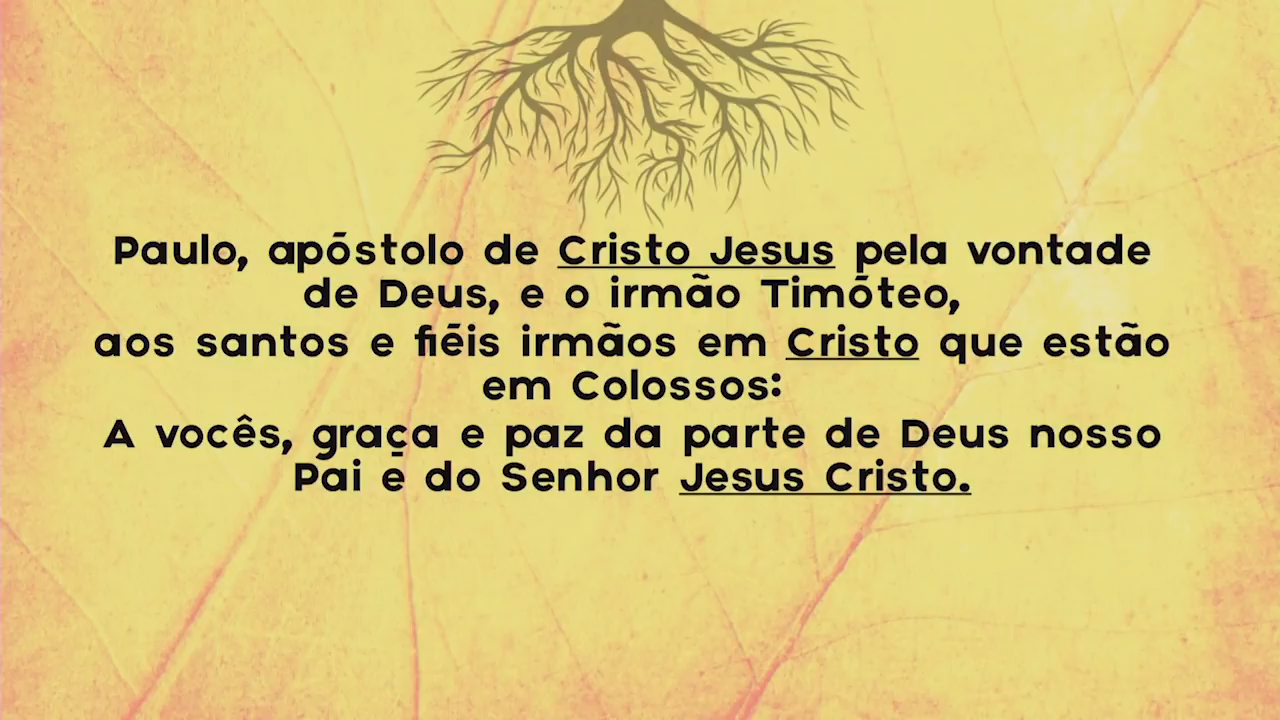 Paulo, apóstolo de Cristo Jesus pela vontade
de Deus, e o irmão Timóteo,
aos santos e fiéis irmãos em Cristo que estão
em Colossos:
A vocês, graça e paz da parte de Deus nosso
Pai e do Senhor Jesus Cristo.